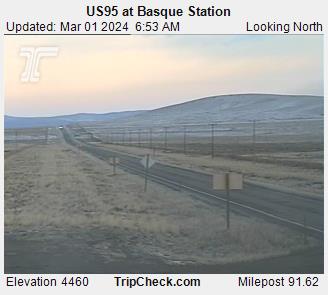 US95 at Basque Station
Updated: Mar 01 2024 6:53 AM Looking North
Elevation 4460 TripCheck.com Milepost 91.62